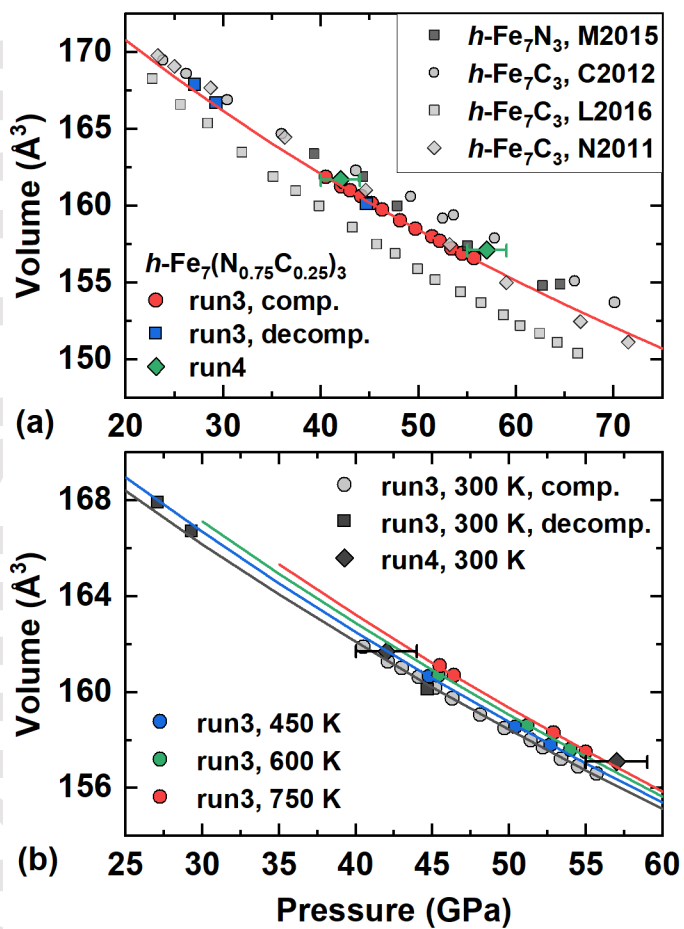 170
165
160
155
150
Volume (Å³)
h-Fe₇N₃, M2015
h-Fe₇C₃, C2012
h-Fe₇C₃, L2016
h-Fe₇C₃, N2011
h-Fe₇(N₀.₇₅C₀.₂₅)₃
run3, comp.
run3, decomp.
run4
(a)
20 30 40 50 60 70
168
164
160
156
Volume (Å³)
run3, 300 K, comp.
run3, 300 K, decomp.
run4, 300 K
run3, 450 K
run3, 600 K
run3, 750 K
(b)
25 30 35 40 45 50 55 60
Pressure (GPa)